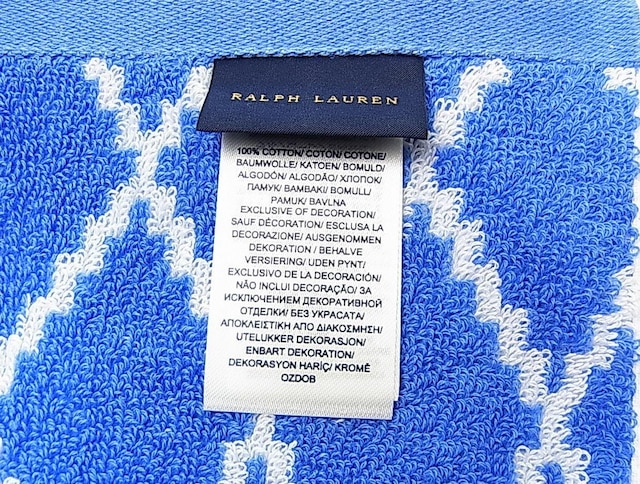 RALPH LAUREN
100% COTTON/ COTON/ COTONE/
BAUMWOLLE/ KATOEN/ BOMULD/
ALGODÓN/ ALGODÃO/ ХЛОПОК/
ПАМУК/ BAMBAKI/ BOMULL/
PAMUK/ BAVLNA
EXCLUSIVE OF DECORATION/
SAUF DÉCORATION/ ESCLUSA LA
DECORAZIONE/ AUSGENOMMEN
DEKORATION / BEHALVE
VERSIERING/ UDEN PYNT/
EXCLUSIVO DE LA DECORACIÓN/
NÃO INCLUI DECORAÇÃO/ ЗА
ИСКЛЮЧЕНИЕМ ДЕКОРАТИВНОЙ
ОТДЕЛКИ/ БЕЗ УКРАСАТА/
ΑΠΟΚΛΕΙΣΤΙΚΗ ΑΠΟ ΔΙΑΚΟΣΜΗΣΗ/
UTELUKKER DEKORASJON/
ENBART DEKORATION/
DEKORASYON HARİÇ/ KROMĚ
OZDOB